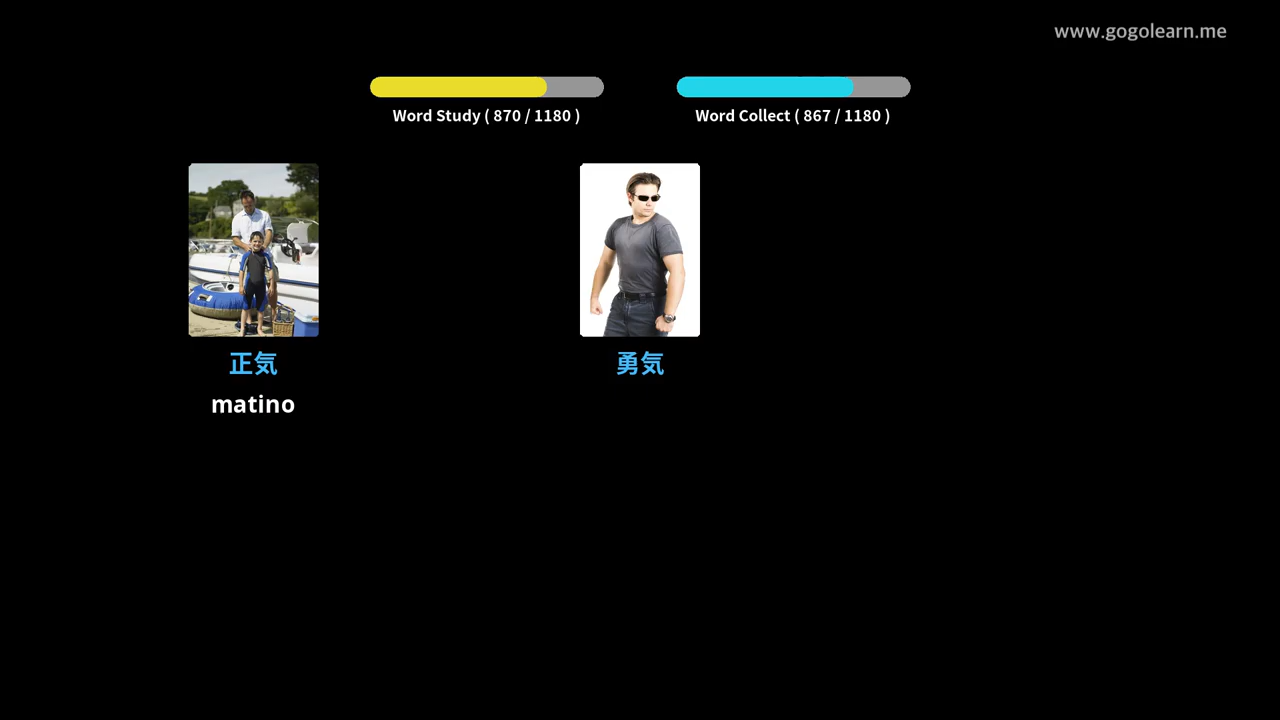 www.gogolearn.me
Word Study ( 870 / 1180 )
Word Collect ( 867 / 1180 )
正気
勇気
matino